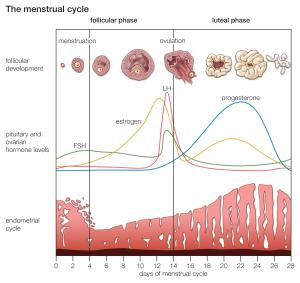 The menstrual cycle
follicular phase
luteal phase
menstruation
ovulation
follicular
development
LH
progesterone
estrogen
pituitary and
ovarian
hormone levels
FSH
endometrial
cycle
0 2 4 6 8 10 12 14 16 18 20 22 24 26 28
days of menstrual cycle